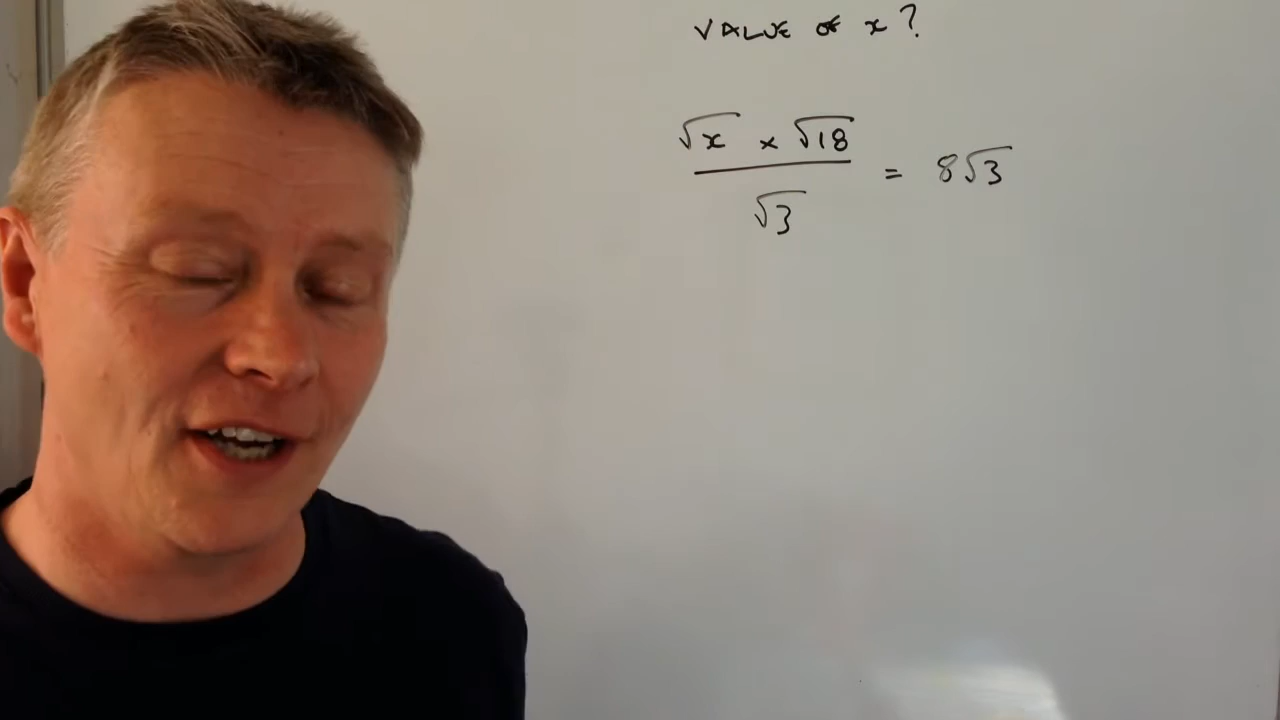 VALUE OF x?
√x × √18
= 8√3
√3